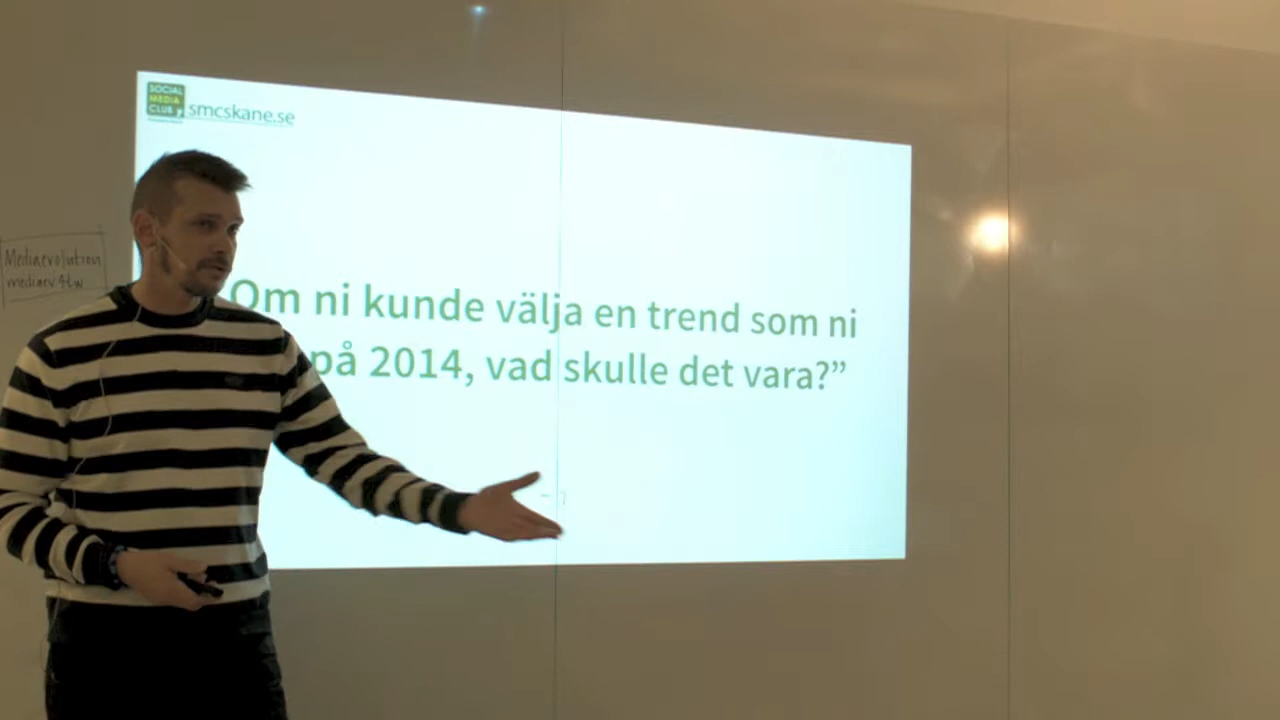 SOCIAL
MEDIA
CLUB
smcskane.se
Mediaevolution
mediaev4tw
"Om ni kunde välja en trend som ni
på 2014, vad skulle det vara?”